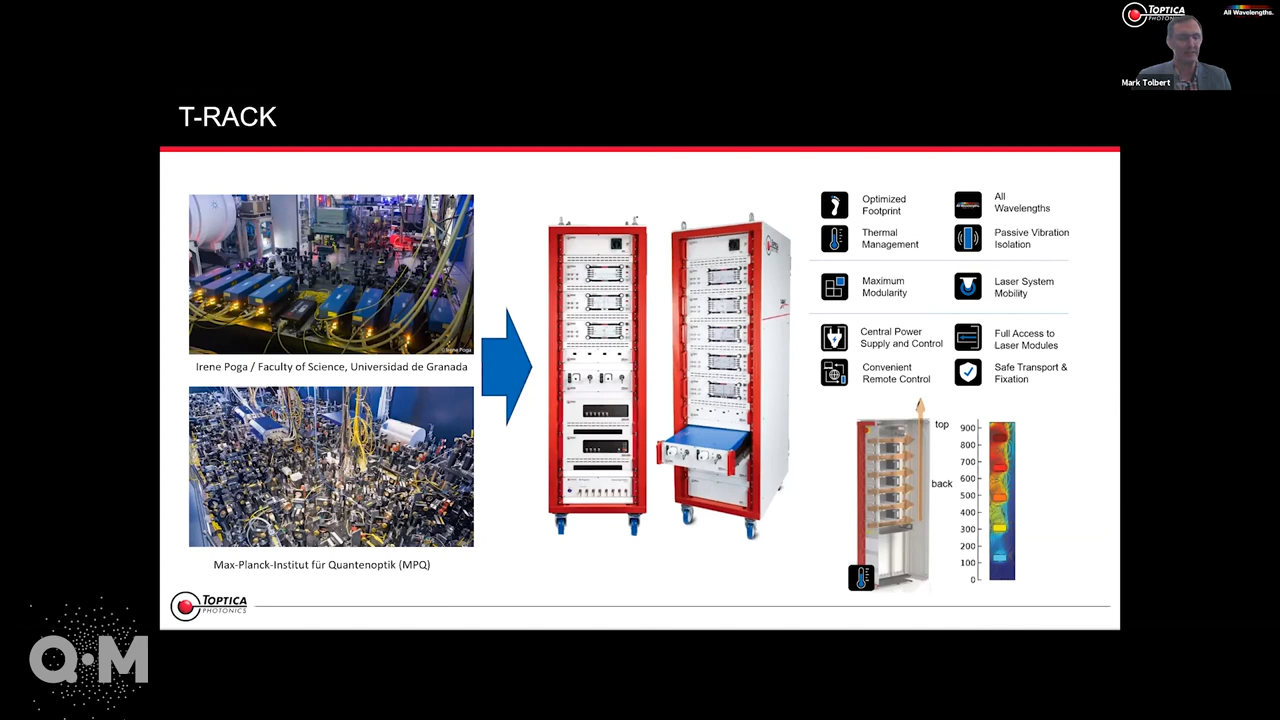 TOPTICA
PHOTONICS
All Wavelengths.
Mark Tolbert
T-RACK
Irene Poga
Irene Poga / Faculty of Science, Universidad de Granada
Max-Planck-Institut für Quantenoptik (MPQ)
Optimized
Footprint
All
Wavelengths
Thermal
Management
Passive Vibration
Isolation
Maximum
Modularity
Laser System
Mobility
Central Power
Supply and Control
Full Access to
Laser Modules
Convenient
Remote Control
Safe Transport &
Fixation
top
back
900
800
700
600
500
400
300
200
100
0
TOPTICA
PHOTONICS
Q·M